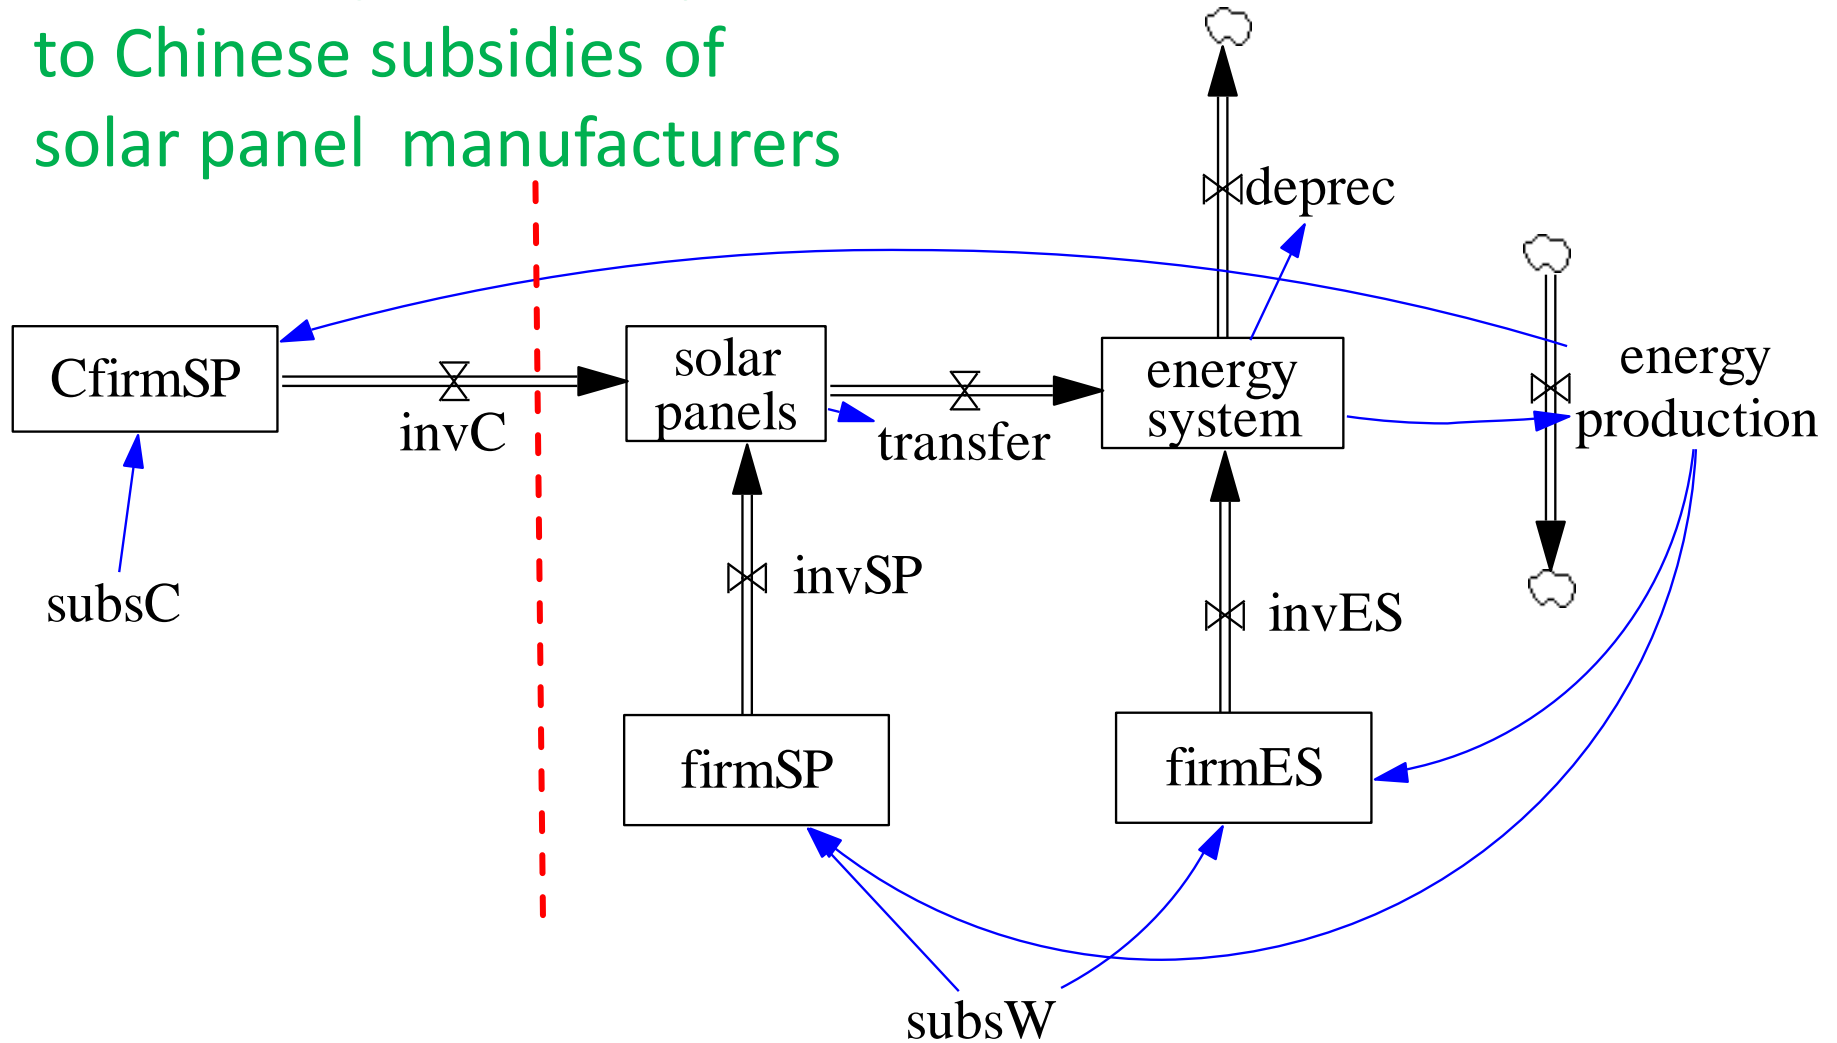 to Chinese subsidies of
solar panel  manufacturers
deprec
CfirmSP
invC
solar
panels
transfer
energy
system
energy
production
subsC
invSP
invES
firmSP
firmES
subsW